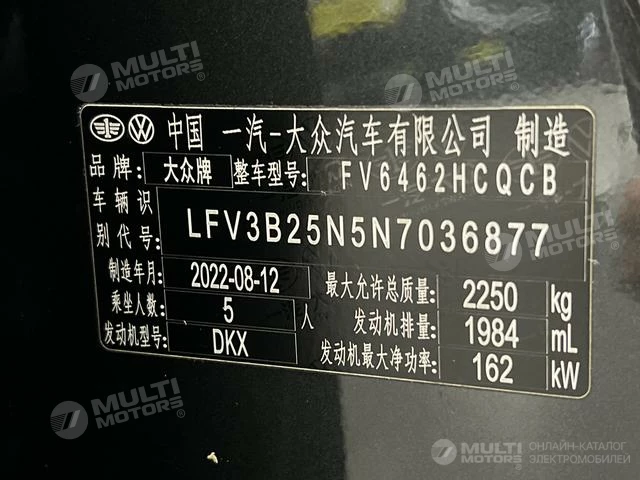 MULTI MOTORS® MULTI MOTORS® MULTI MOTORS®
中国 一汽-大众汽车有限公司 制造
品牌: 大众牌 整车型号: FV6462HCQCB
车辆识
别代号: LFV3B25N5N7036877
制造年月: 2022-08-12 最大允许总质量: 2250 kg
乘坐人数: 5 人 发动机排量: 1984 mL
发动机型号: DKX 发动机最大净功率: 162 kW
MULTI MOTORS®
MULTI MOTORS® ОНЛАЙН-КАТАЛОГ
ЭЛЕКТРОМОБИЛЕЙ